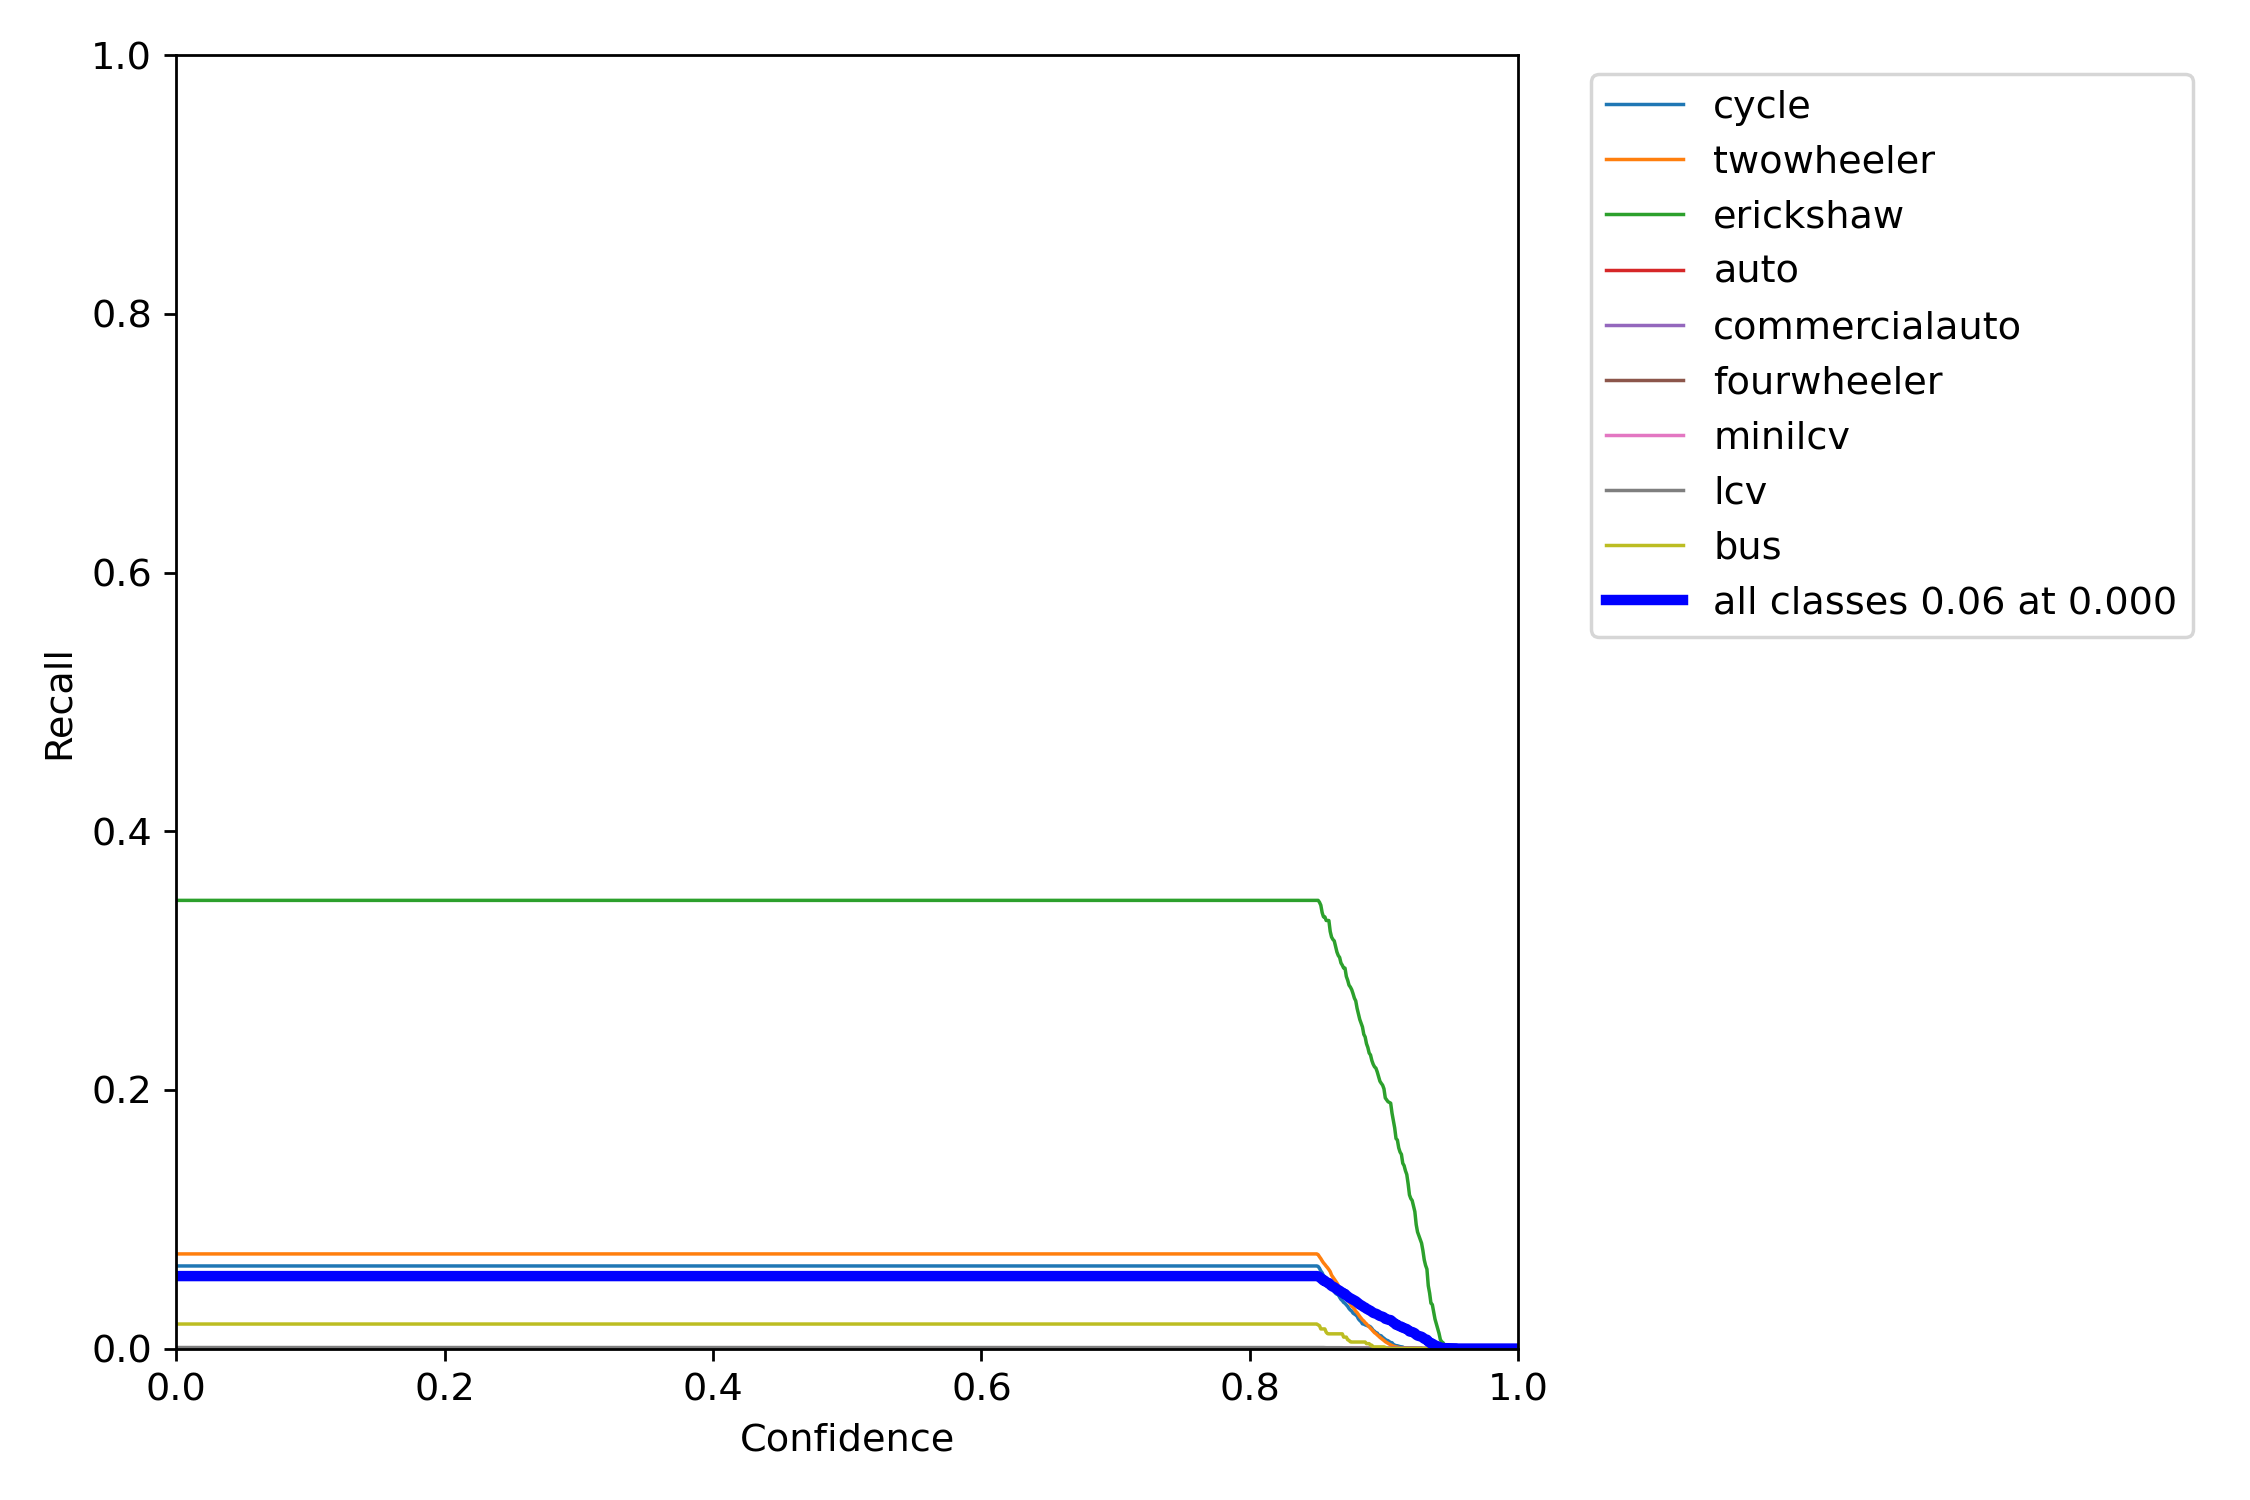 1.0
0.8
0.6
0.4
0.2
0.0
Recall
0.0 0.2 0.4 0.6 0.8 1.0
Confidence
cycle
twowheeler
erickshaw
auto
commercialauto
fourwheeler
minilcv
lcv
bus
all classes 0.06 at 0.000